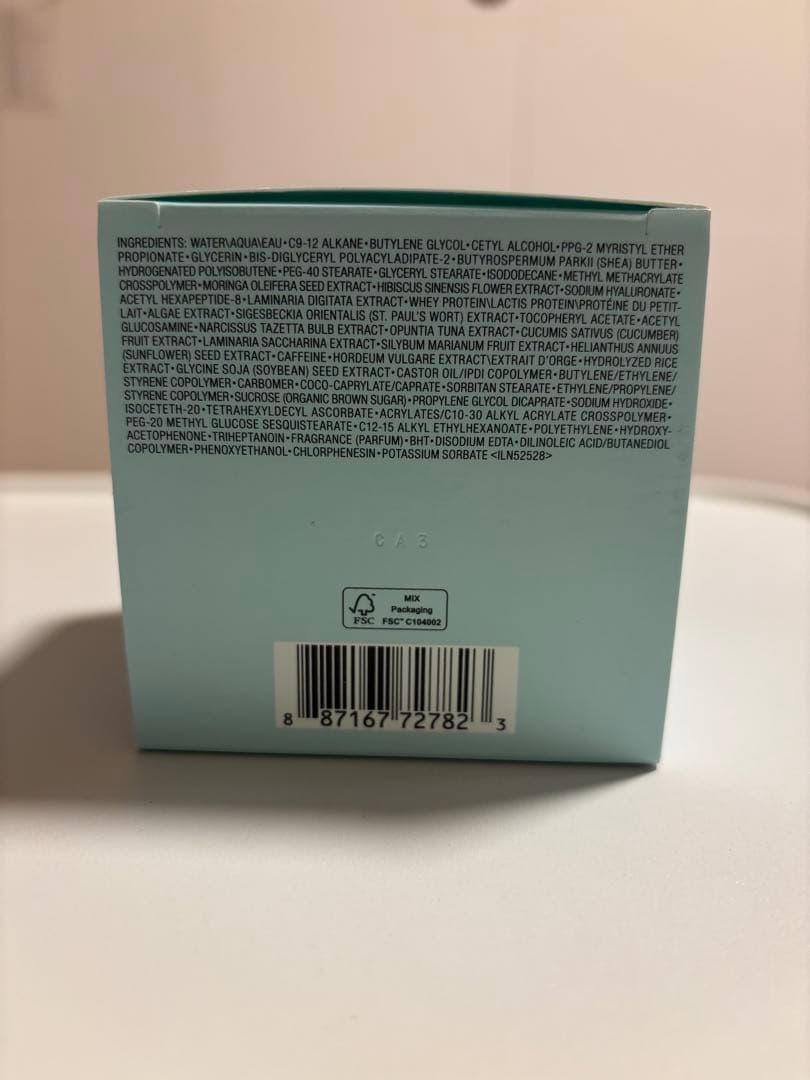 INGREDIENTS: WATER\AQUA\EAU•C9-12 ALKANE•BUTYLENE GLYCOL•CETYL ALCOHOL•PPG-2 MYRISTYL ETHER
PROPIONATE•GLYCERIN•BIS-DIGLYCERYL POLYACYLADIPATE-2•BUTYROSPERMUM PARKII (SHEA) BUTTER•
HYDROGENATED POLYISOBUTENE•PEG-40 STEARATE•GLYCERYL STEARATE•ISODODECANE•METHYL METHACRYLATE
CROSSPOLYMER•MORINGA OLEIFERA SEED EXTRACT•HIBISCUS SINENSIS FLOWER EXTRACT•SODIUM HYALURONATE•
ACETYL HEXAPEPTIDE-8•LAMINARIA DIGITATA EXTRACT•WHEY PROTEIN\LACTIS PROTEIN\PROTÉINE DU PETIT-
LAIT•ALGAE EXTRACT•SIGESBECKIA ORIENTALIS (ST. PAUL'S WORT) EXTRACT•TOCOPHERYL ACETATE•ACETYL
GLUCOSAMINE•NARCISSUS TAZETTA BULB EXTRACT•OPUNTIA TUNA EXTRACT•CUCUMIS SATIVUS (CUCUMBER)
FRUIT EXTRACT•LAMINARIA SACCHARINA EXTRACT•SILYBUM MARIANUM FRUIT EXTRACT•HELIANTHUS ANNUUS
(SUNFLOWER) SEED EXTRACT•CAFFEINE•HORDEUM VULGARE EXTRACT\EXTRAIT D'ORGE•HYDROLYZED RICE
EXTRACT•GLYCINE SOJA (SOYBEAN) SEED EXTRACT•CASTOR OIL/IPDI COPOLYMER•BUTYLENE/ETHYLENE/
STYRENE COPOLYMER•CARBOMER•COCO-CAPRYLATE/CAPRATE•SORBITAN STEARATE•ETHYLENE/PROPYLENE/
STYRENE COPOLYMER•SUCROSE (ORGANIC BROWN SUGAR)•PROPYLENE GLYCOL DICAPRATE•SODIUM HYDROXIDE•
ISOCETETH-20•TETRAHEXYLDECYL ASCORBATE•ACRYLATES/C10-30 ALKYL ACRYLATE CROSSPOLYMER•
PEG-20 METHYL GLUCOSE SESQUISTEARATE•C12-15 ALKYL ETHYLHEXANOATE•POLYETHYLENE•HYDROXY-
ACETOPHENONE•TRIHEPTANOIN•FRAGRANCE (PARFUM)•BHT•DISODIUM EDTA•DILINOLEIC ACID/BUTANEDIOL
COPOLYMER•PHENOXYETHANOL•CHLORPHENESIN•POTASSIUM SORBATE <ILN52528>
CA3
MIX
Packaging
FSC FSC™ C104002
8 87167 72782 3